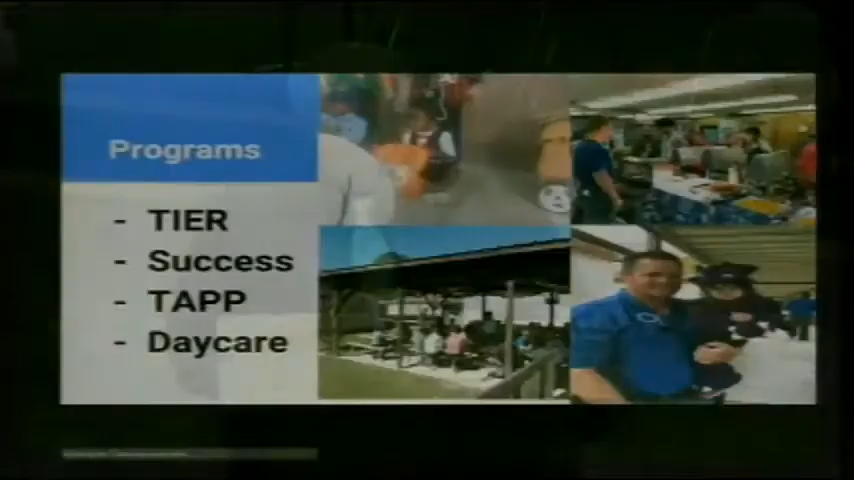 Programs
- TIER
- Success
- TAPP
- Daycare